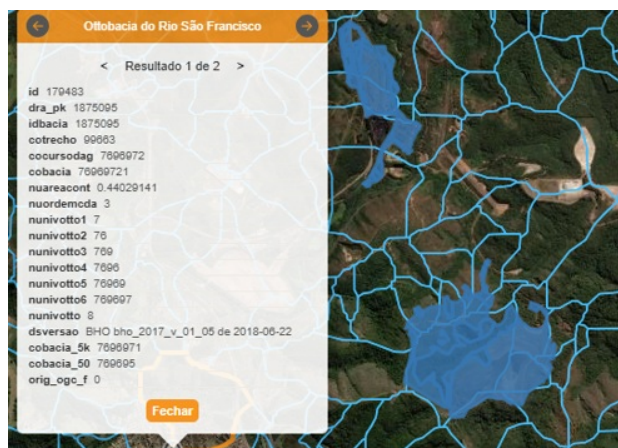 Ottobacia do Rio São Francisco
< Resultado 1 de 2 >
id 179483
dra_pk 1875095
idbacia 1875095
cotrecho 99663
cocursodag 7696972
cobacia 76969721
nuareacont 0.44029141
nuordemcda 3
nunivotto1 7
nunivotto2 76
nunivotto3 769
nunivotto4 7696
nunivotto5 76969
nunivotto6 769697
nunivotto 8
dsversao BHO bho_2017_v_01_05 de 2018-06-22
cobacia_5k 7696971
cobacia_50 769695
orig_ogc_f 0
Fechar